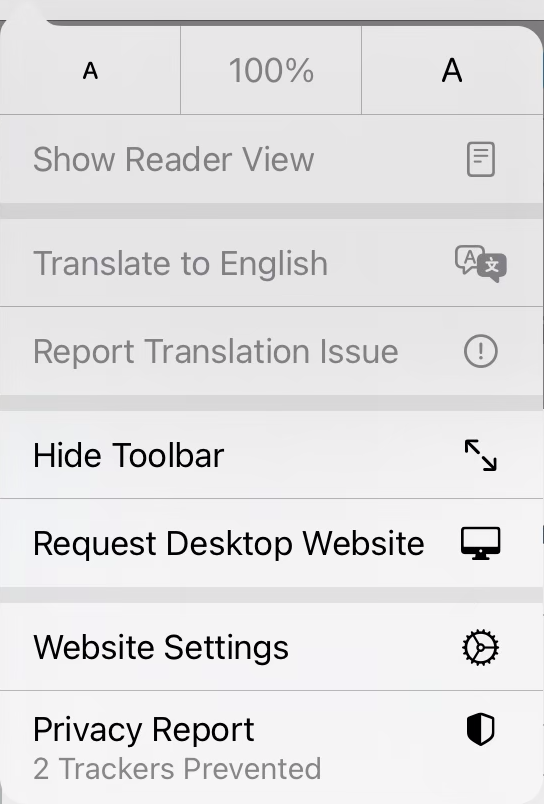 A 100% A
Show Reader View
Translate to English
Report Translation Issue
Hide Toolbar
Request Desktop Website
Website Settings
Privacy Report
2 Trackers Prevented